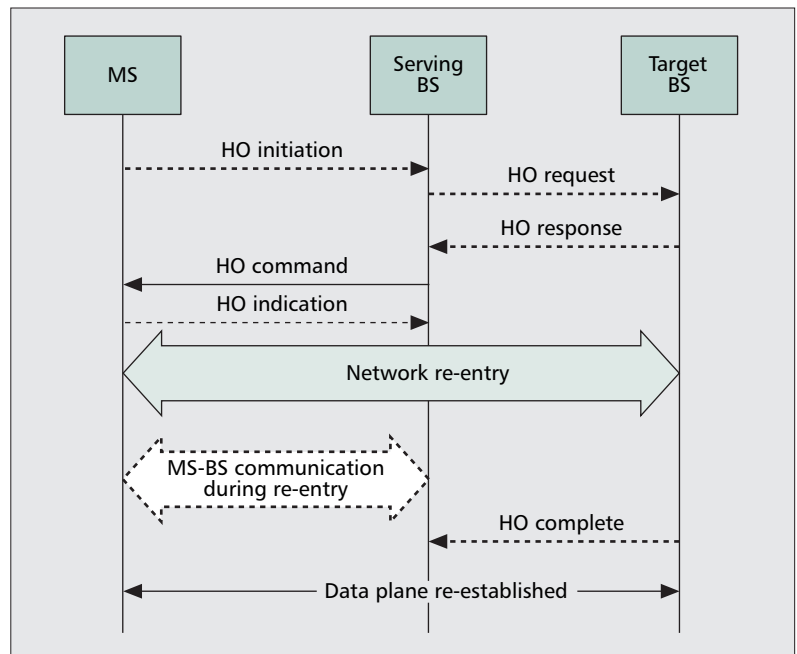 MS
Serving
BS
Target
BS
HO initiation
HO request
HO response
HO command
HO indication
Network re-entry
MS-BS communication
during re-entry
HO complete
Data plane re-established